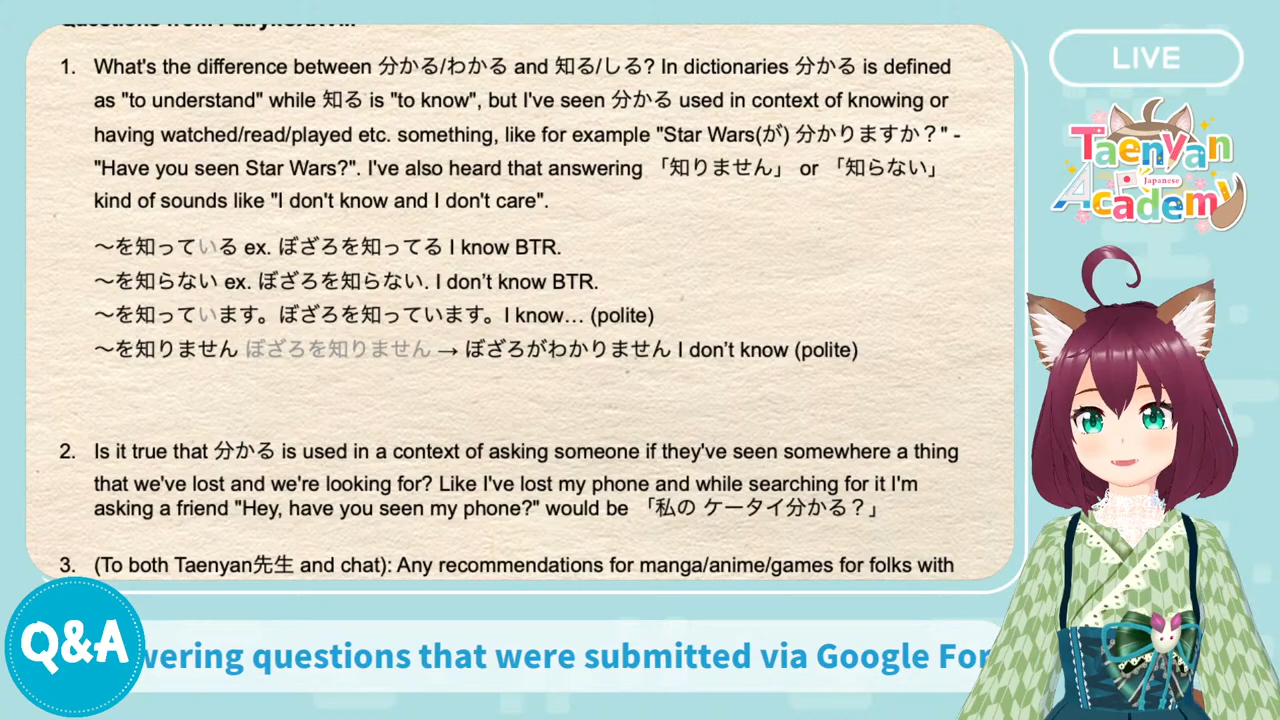 1. What's the difference between 分かる/わかる and 知る/しる? In dictionaries 分かる is defined
as "to understand" while 知る is "to know", but I've seen 分かる used in context of knowing or
having watched/read/played etc. something, like for example "Star Wars(が) 分かりますか？" -
"Have you seen Star Wars?". I've also heard that answering 「知りません」 or 「知らない」
kind of sounds like "I don't know and I don't care".
～を知っている ex. ぼざろを知ってる I know BTR.
～を知らない ex. ぼざろを知らない. I don't know BTR.
～を知っています。ぼざろを知っています。I know… (polite)
～を知りません ぼざろを知りません → ぼざろがわかりません I don't know (polite)
2. Is it true that 分かる is used in a context of asking someone if they've seen somewhere a thing
that we've lost and we're looking for? Like I've lost my phone and while searching for it I'm
asking a friend "Hey, have you seen my phone?" would be 「私の ケータイ分かる？」
3. (To both Taenyan先生 and chat): Any recommendations for manga/anime/games for folks with
LIVE
Taenyan
Japanese
Academy
Q&A
wering questions that were submitted via Google For